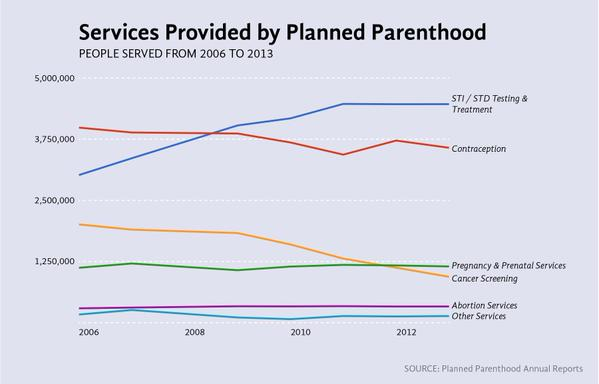 Services Provided by Planned Parenthood
PEOPLE SERVED FROM 2006 TO 2013
5,000,000
STI / STD Testing &
Treatment
3,750,000
Contraception
2,500,000
1,250,000
Pregnancy & Prenatal Services
Cancer Screening
Abortion Services
Other Services
2006 2008 2010 2012
SOURCE: Planned Parenthood Annual Reports